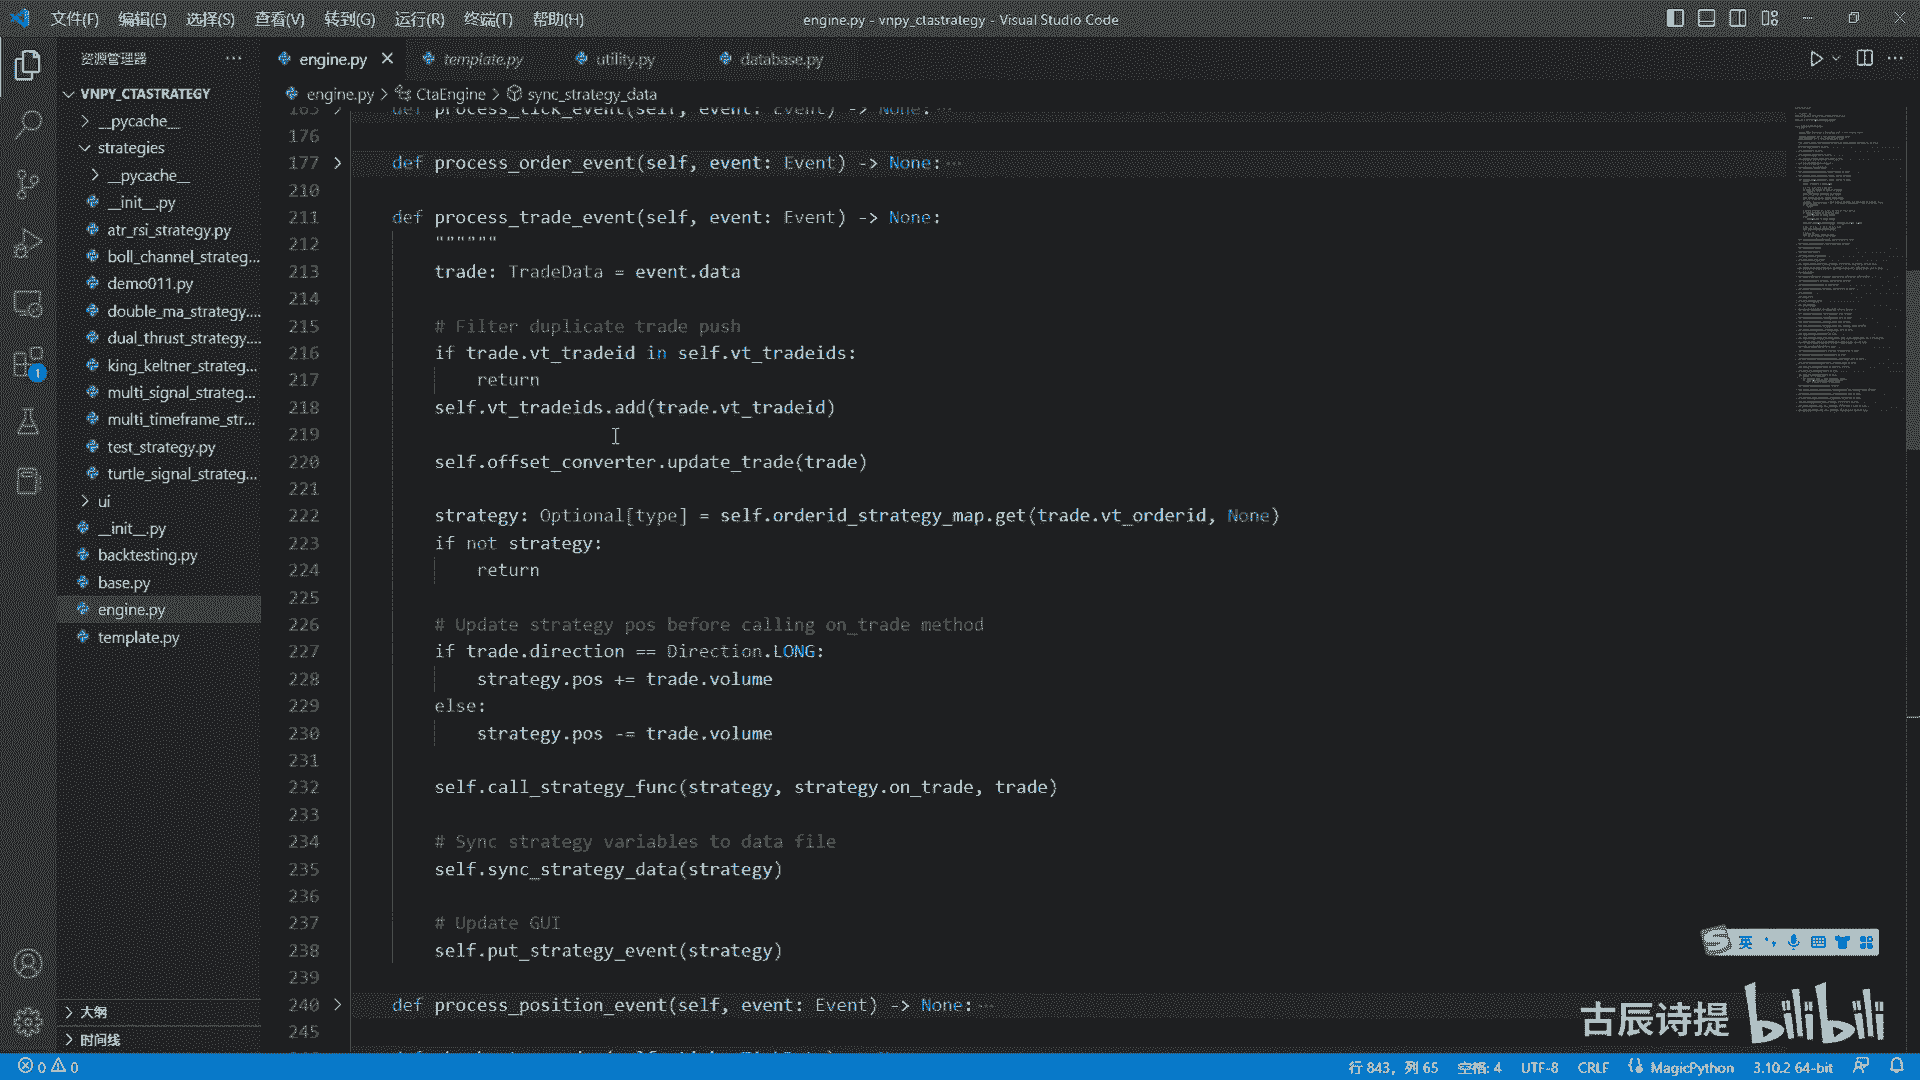 文件(F) 编辑(E) 选择(S) 查看(V) 转到(G) 运行(R) 终端(T) 帮助(H)
engine.py - vnpy_ctastrategy - Visual Studio Code
资源管理器 ···
engine.py
template.py
utility.py
database.py
VNPY_CTASTRATEGY
__pycache__
strategies
__pycache__
__init__.py
atr_rsi_strategy.py
boll_channel_strateg...
demo011.py
double_ma_strategy....
dual_thrust_strategy....
king_keltner_strateg...
multi_signal_strateg...
multi_timeframe_str...
test_strategy.py
turtle_signal_strateg...
ui
__init__.py
backtesting.py
base.py
engine.py
template.py
大纲
时间线
1
engine.py > CtaEngine > sync_strategy_data
165 def process_tick_event(self, event: Event) -> None:···
176
177 def process_order_event(self, event: Event) -> None:···
210
211 def process_trade_event(self, event: Event) -> None:
212 """"""
213 trade: TradeData = event.data
214
215 # Filter duplicate trade push
216 if trade.vt_tradeid in self.vt_tradeids:
217 return
218 self.vt_tradeids.add(trade.vt_tradeid)
219
220 self.offset_converter.update_trade(trade)
221
222 strategy: Optional[type] = self.orderid_strategy_map.get(trade.vt_orderid, None)
223 if not strategy:
224 return
225
226 # Update strategy pos before calling on_trade method
227 if trade.direction == Direction.LONG:
228 strategy.pos += trade.volume
229 else:
230 strategy.pos -= trade.volume
231
232 self.call_strategy_func(strategy, strategy.on_trade, trade)
233
234 # Sync strategy variables to data file
235 self.sync_strategy_data(strategy)
236
237 # Update GUI
238 self.put_strategy_event(strategy)
239
240 def process_position_event(self, event: Event) -> None:···
245
英
古辰诗提 bilibili
0 0
行 843，列 65 空格: 4 UTF-8 CRLF MagicPython 3.10.2 64-bit